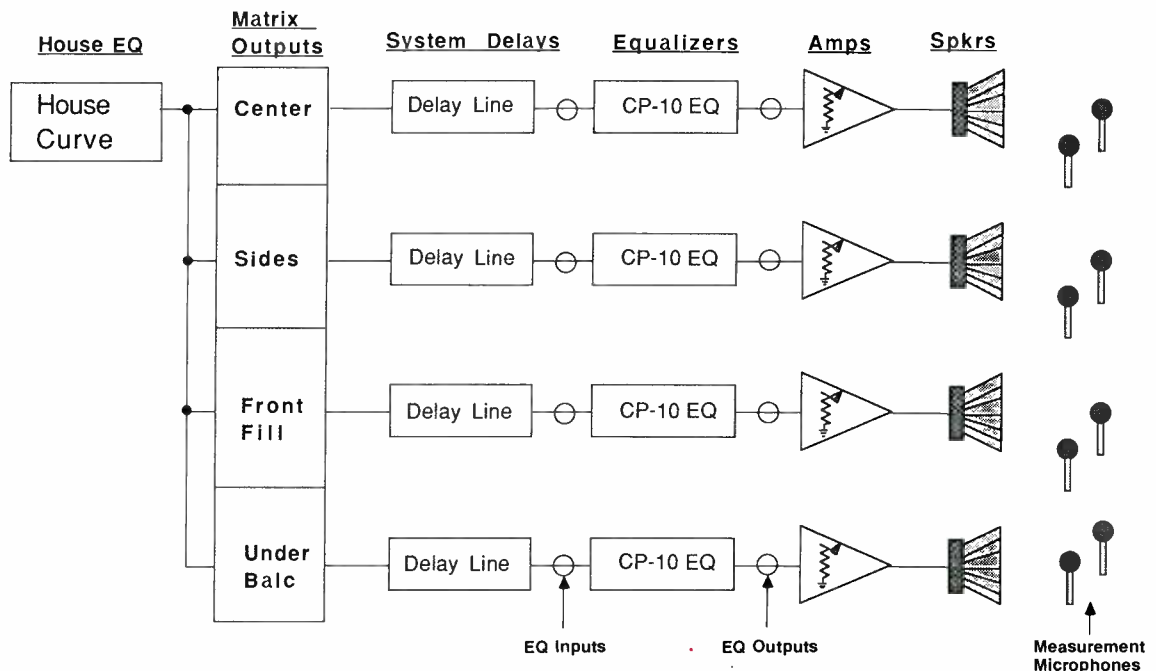 House EQ
Matrix
Outputs
System Delays
Equalizers
Amps
Spkrs
House
Curve
Center
Delay Line
CP-10 EQ
Sides
Delay Line
CP-10 EQ
Front
Fill
Delay Line
CP-10 EQ
Under
Balc
Delay Line
CP-10 EQ
EQ Inputs
EQ Outputs
Measurement
Microphones